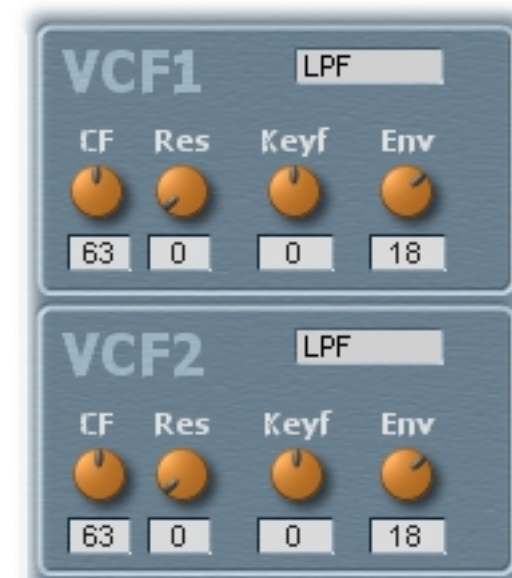 VCF1 LPF
CF Res Keyf Env
63 0 0 18
VCF2 LPF
CF Res Keyf Env
63 0 0 18